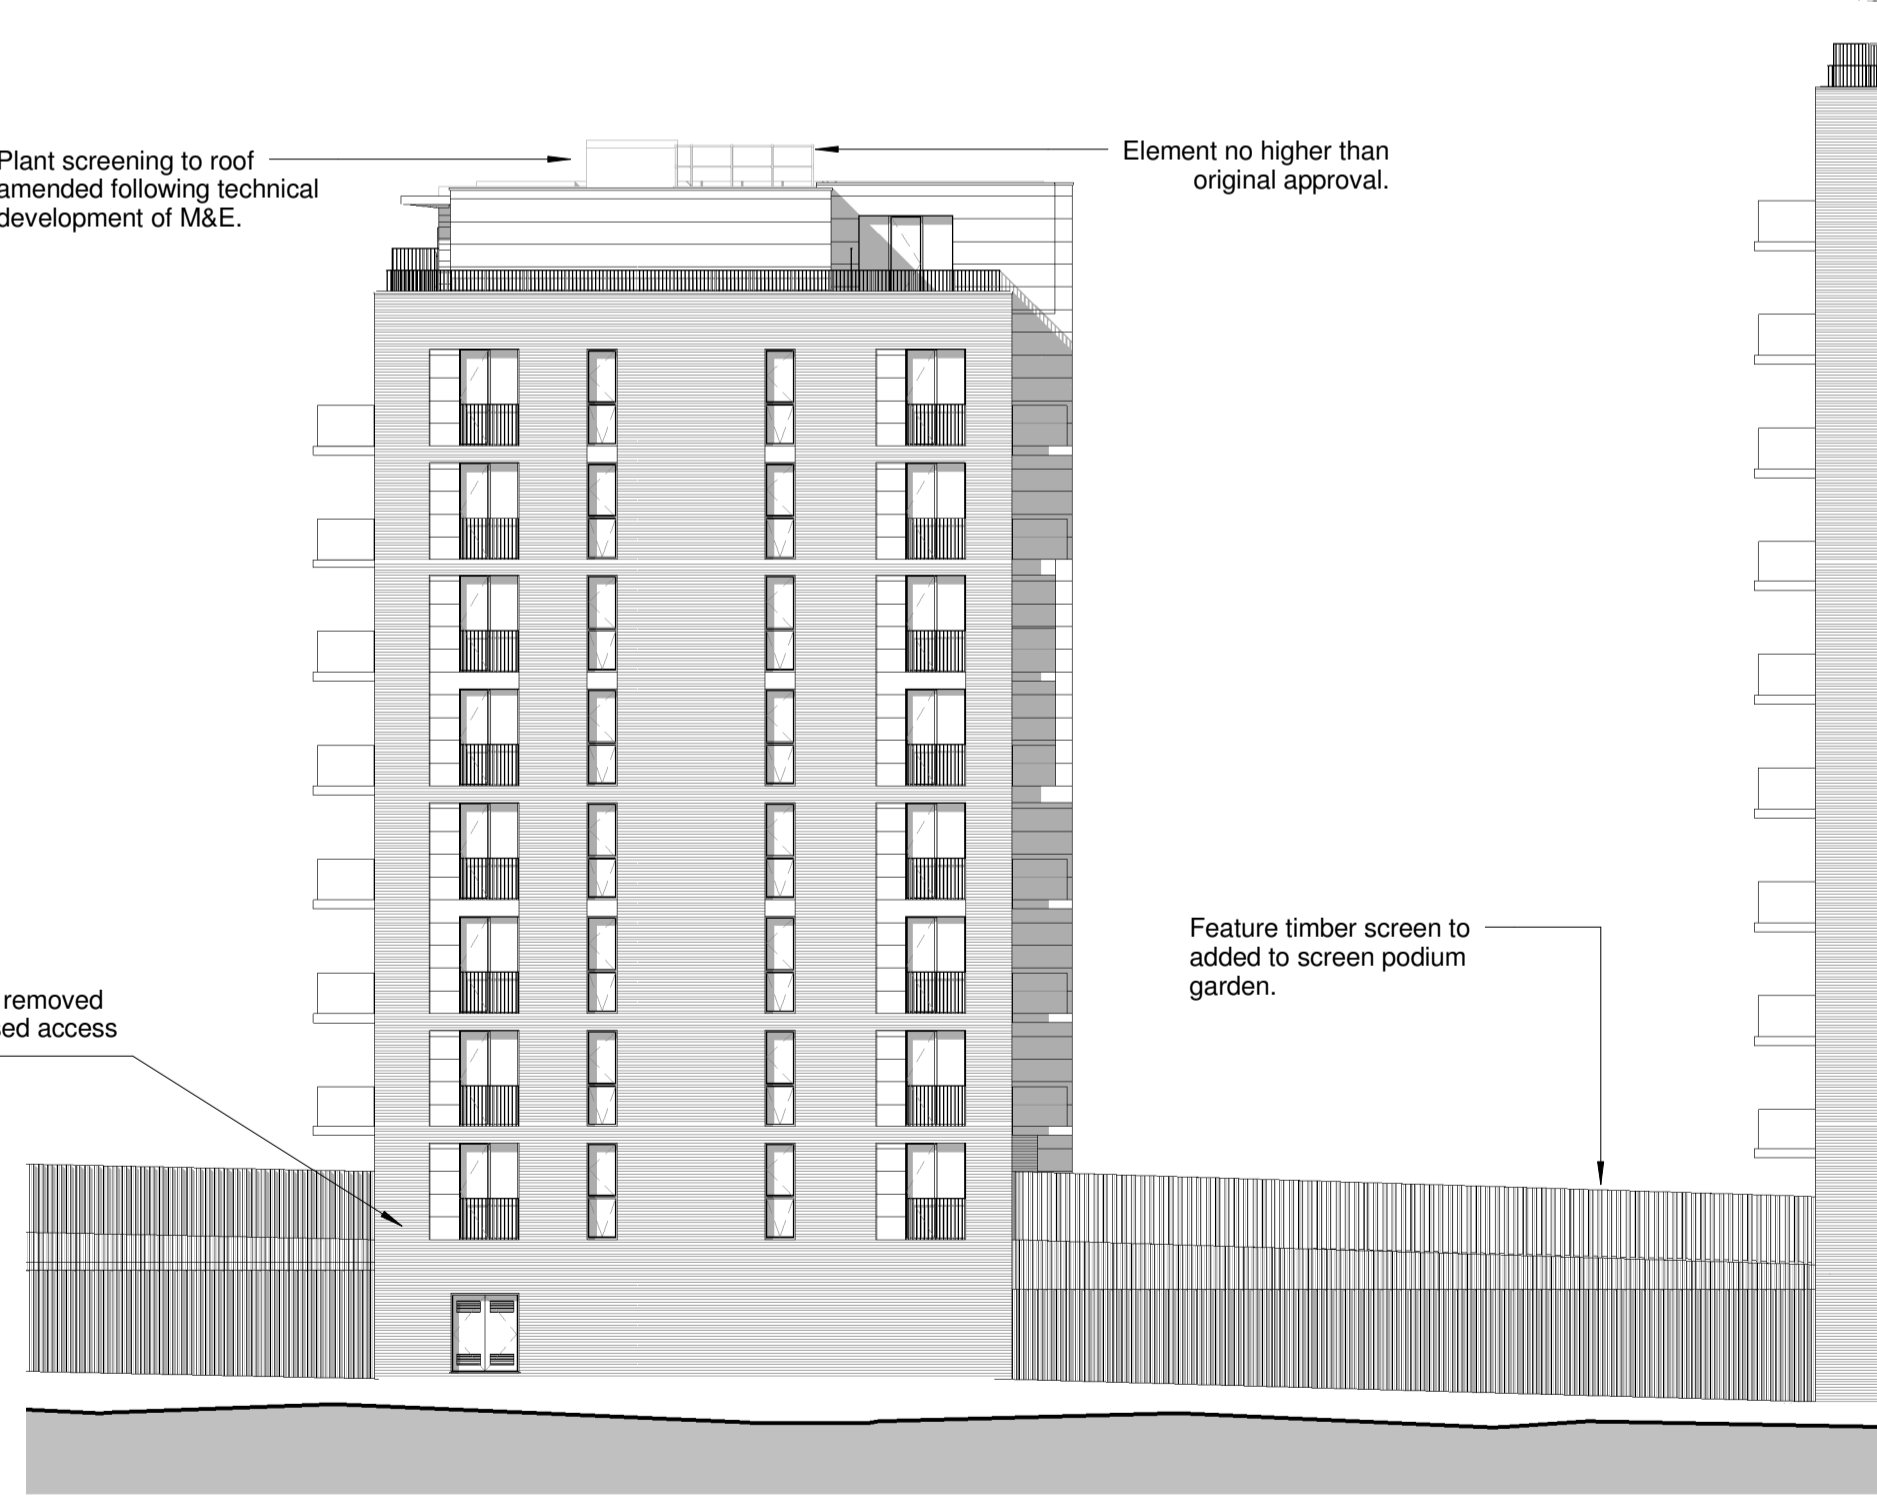 Plant screening to roof
amended following technical
development of M&E.
Element no higher than
original approval.
Feature timber screen to
added to screen podium
garden.
removed
access